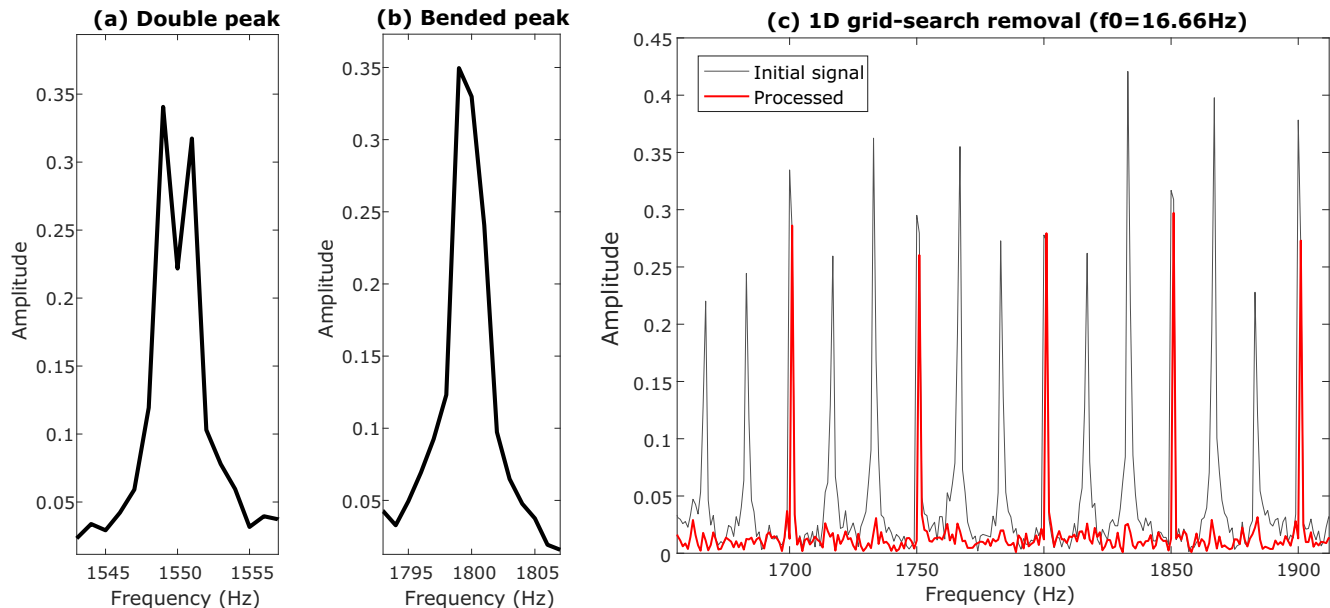 (a) Double peak
0.35
0.3
0.25
0.2
0.15
0.1
0.05
Amplitude
1545 1550 1555
Frequency (Hz)
(b) Bended peak
0.35
0.3
0.25
0.2
0.15
0.1
0.05
Amplitude
1795 1800 1805
Frequency (Hz)
(c) 1D grid-search removal (f0=16.66Hz)
Initial signal
Processed
0.45
0.4
0.35
0.3
0.25
0.2
0.15
0.1
0.05
0
Amplitude
1700 1750 1800 1850 1900
Frequency (Hz)